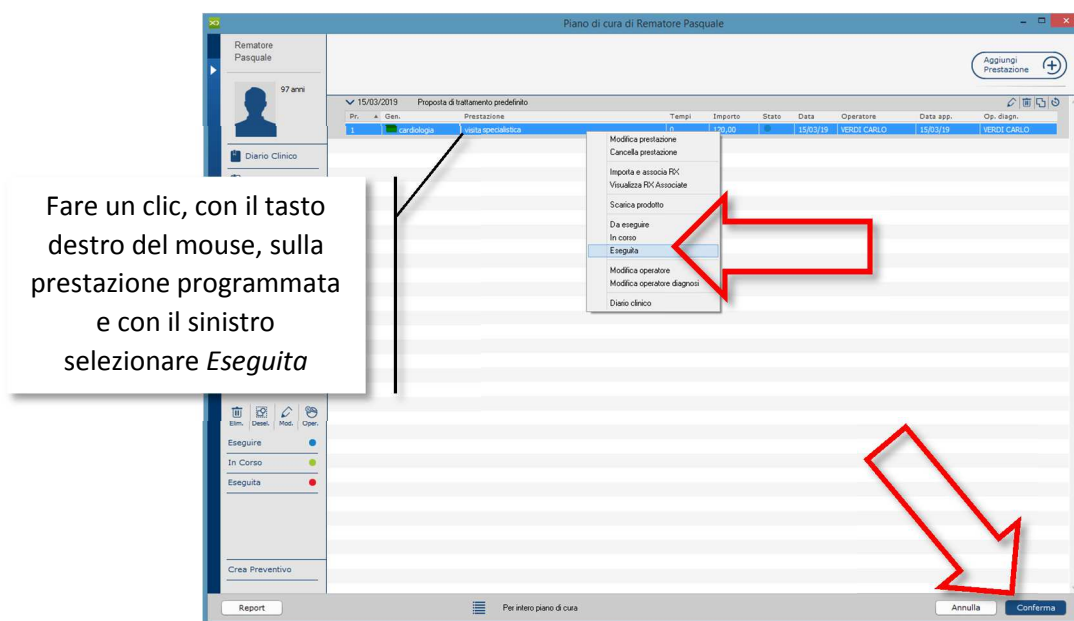 Piano di cura di Rematore Pasquale
Rematore
Pasquale
97 anni
Aggiungi
Prestazione
15/03/2019 Proposta di trattamento predefinito
Pr. Gen. Prestazione Tempi Importo Stato Data Operatore Data app. Op. diagn.
1 cardiologia visita specialistica 0 120,00 15/03/19 VERDI CARLO 15/03/19 VERDI CARLO
Diario Clinico
Modifica prestazione
Cancella prestazione
Importa e associa RX
Visualizza RX Associate
Scarica prodotto
Da eseguire
In corso
Eseguita
Modifica operatore
Modifica operatore diagnosi
Diario clinico
Fare un clic, con il tasto
destro del mouse, sulla
prestazione programmata
e con il sinistro
selezionare Eseguita
Elim. Desel. Mod. Oper.
Eseguire
In Corso
Eseguita
Crea Preventivo
Report
Per intero piano di cura
Annulla
Conferma